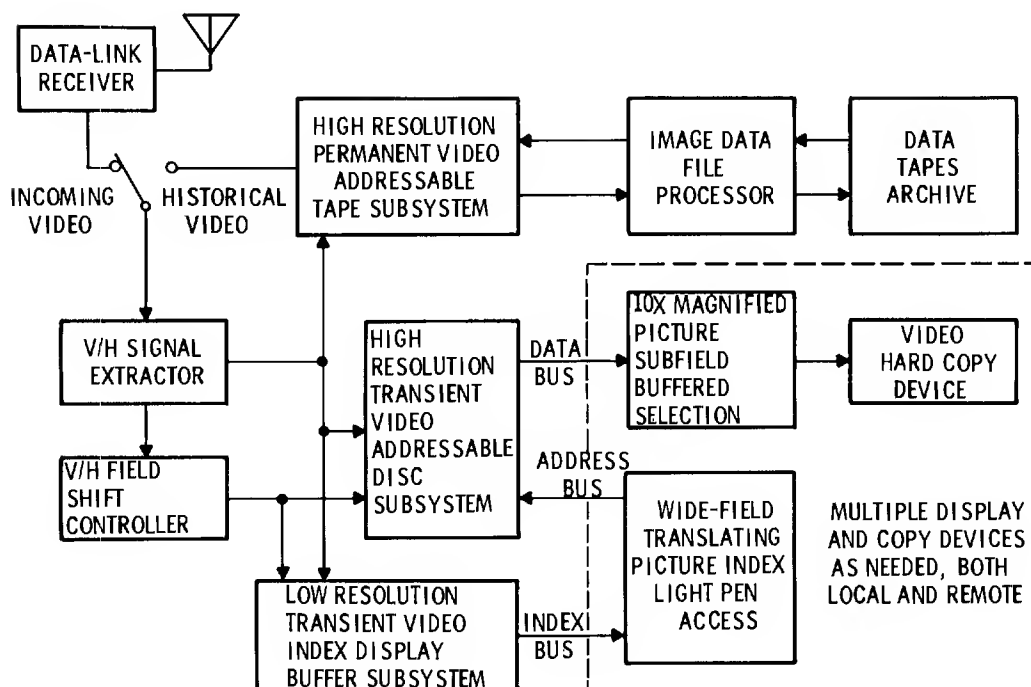 DATA-LINK
RECEIVER
INCOMING
VIDEO
HISTORICAL
VIDEO
HIGH RESOLUTION
PERMANENT VIDEO
ADDRESSABLE
TAPE SUBSYSTEM
IMAGE DATA
FILE
PROCESSOR
DATA
TAPES
ARCHIVE
V/H SIGNAL
EXTRACTOR
HIGH
RESOLUTION
TRANSIENT
VIDEO
ADDRESSABLE
DISC
SUBSYSTEM
DATA
BUS
10X MAGNIFIED
PICTURE
SUBFIELD
BUFFERED
SELECTION
VIDEO
HARD COPY
DEVICE
V/H FIELD
SHIFT
CONTROLLER
ADDRESS
BUS
WIDE-FIELD
TRANSLATING
PICTURE INDEX
LIGHT PEN
ACCESS
MULTIPLE DISPLAY
AND COPY DEVICES
AS NEEDED, BOTH
LOCAL AND REMOTE
LOW RESOLUTION
TRANSIENT VIDEO
INDEX DISPLAY
BUFFER SUBSYSTEM
INDEX
BUS